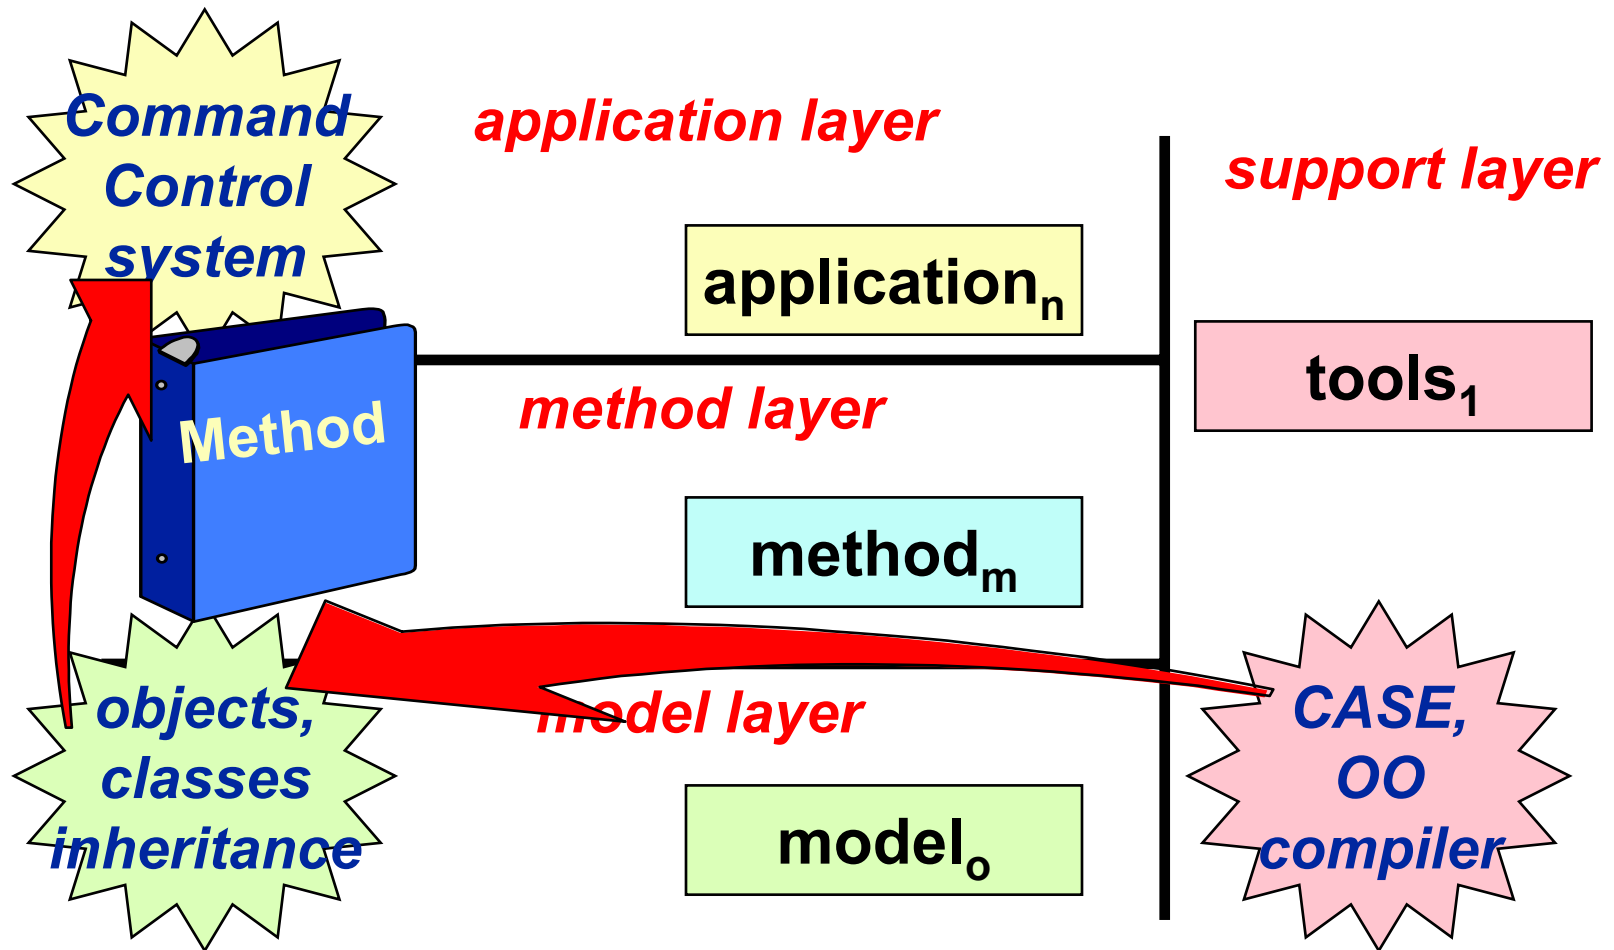 Command
Control
system
application layer
support layer
applicationₙ
tools₁
Method
method layer
methodₘ
objects,
classes
inheritance
model layer
modelₒ
CASE,
OO
compiler